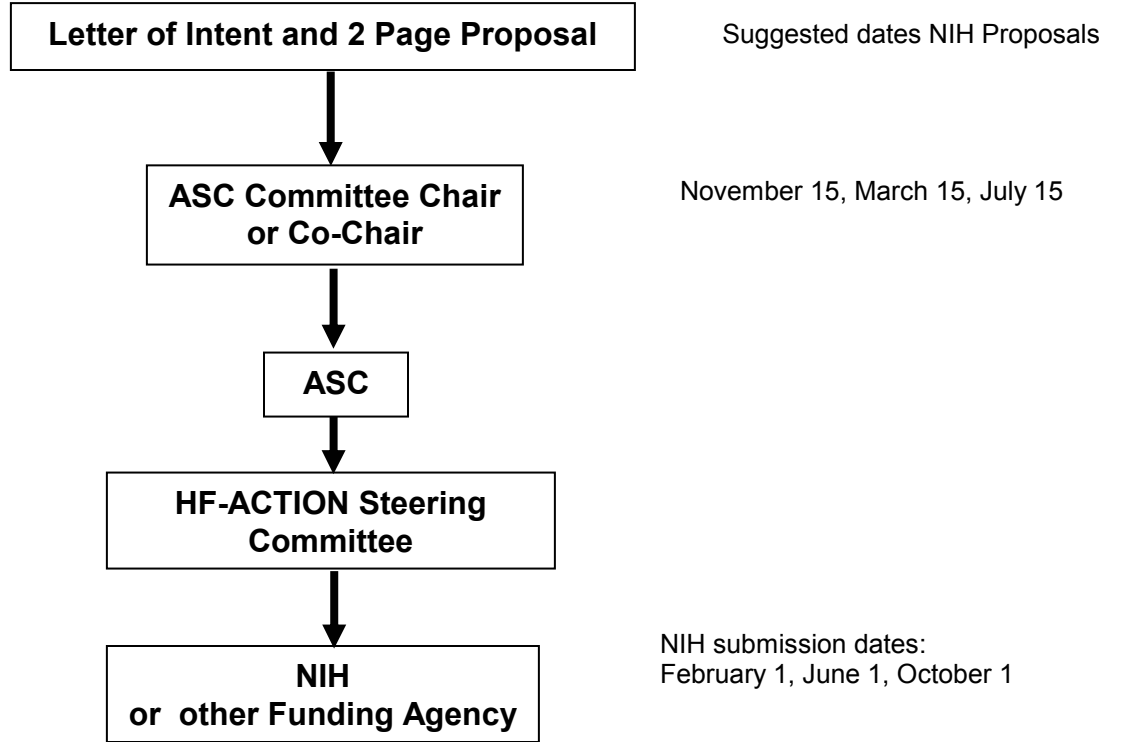 Letter of Intent and 2 Page Proposal
Suggested dates NIH Proposals
ASC Committee Chair
or Co-Chair
November 15, March 15, July 15
ASC
HF-ACTION Steering
Committee
NIH
or other Funding Agency
NIH submission dates:
February 1, June 1, October 1